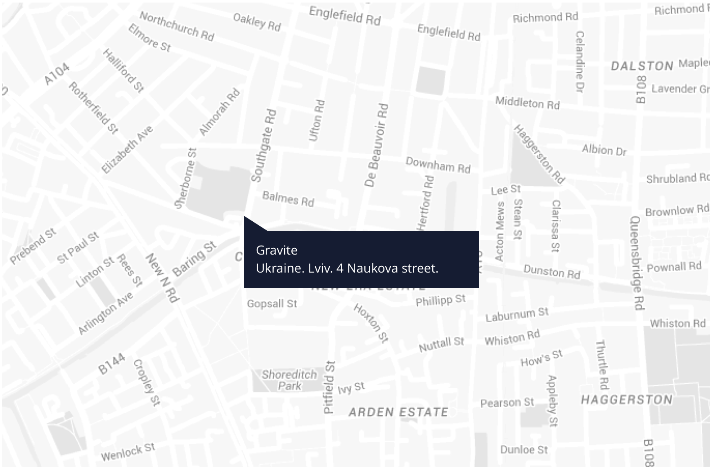 Northchurch Rd
Oakley Rd
Englefield Rd
Englefield Rd
Richmond Rd
Richmond R
Elmore St
Celandine Dr
DALSTON
Maple
A104
Halliford St
B108
Lavender Gr
Rotherfield St
Almorah Rd
Middleton Rd
Ufton Rd
Southgate Rd
De Beauvoir Rd
Elizabeth Ave
Haggerston Rd
Albion Dr
Downham Rd
Sherborne St
Shrubland Rd
Balmes Rd
Hertford Rd
Lee St
Acton Mews
Stean St
Clarissa St
Brownlow Rd
Queensbridge Rd
Prebend St
St Paul St
Baring St
Gravite
Ukraine. Lviv. 4 Naukova street.
Linton St
Rees St
New N Rd
Dunston Rd
Pownall Rd
NEW ERA ESTATE
Arlington Ave
Gopsall St
Phillipp St
Hoxton St
Laburnum St
Whiston Rd
Whiston Rd
Nuttall St
How's St
Thurtle Rd
B144
Cropley St
Shoreditch
Park
Pitfield St
Ivy St
Appleby St
Pearson St
HAGGERSTON
ARDEN ESTATE
Wenlock St
Dunloe St
B108